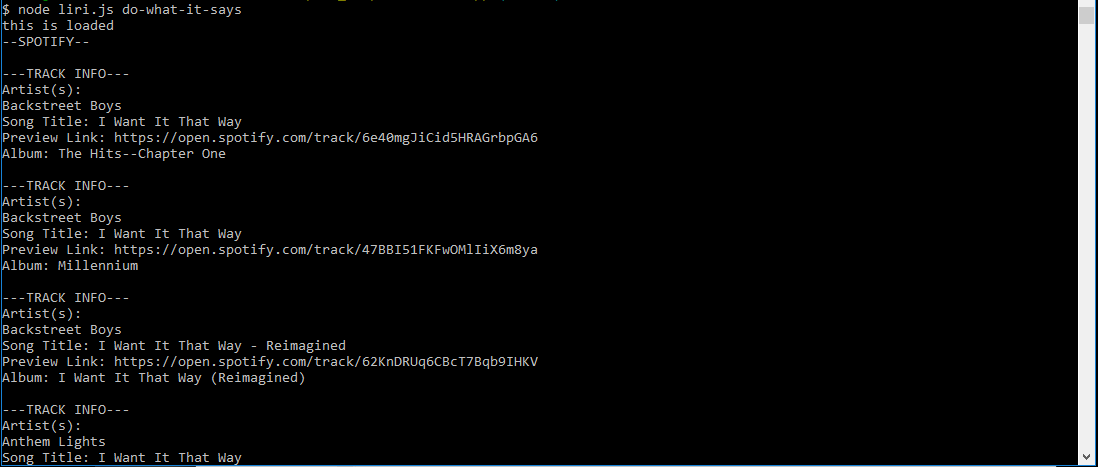 $ node liri.js do-what-it-says
this is loaded
--SPOTIFY--
---TRACK INFO---
Artist(s):
Backstreet Boys
Song Title: I Want It That Way
Preview Link: https://open.spotify.com/track/6e40mgJiCid5HRAGrbpGA6
Album: The Hits--Chapter One
---TRACK INFO---
Artist(s):
Backstreet Boys
Song Title: I Want It That Way
Preview Link: https://open.spotify.com/track/47BBI51FKFwOMlIiX6m8ya
Album: Millennium
---TRACK INFO---
Artist(s):
Backstreet Boys
Song Title: I Want It That Way - Reimagined
Preview Link: https://open.spotify.com/track/62KnDRUq6CBcT7Bqb9IHKV
Album: I Want It That Way (Reimagined)
---TRACK INFO---
Artist(s):
Anthem Lights
Song Title: I Want It That Way